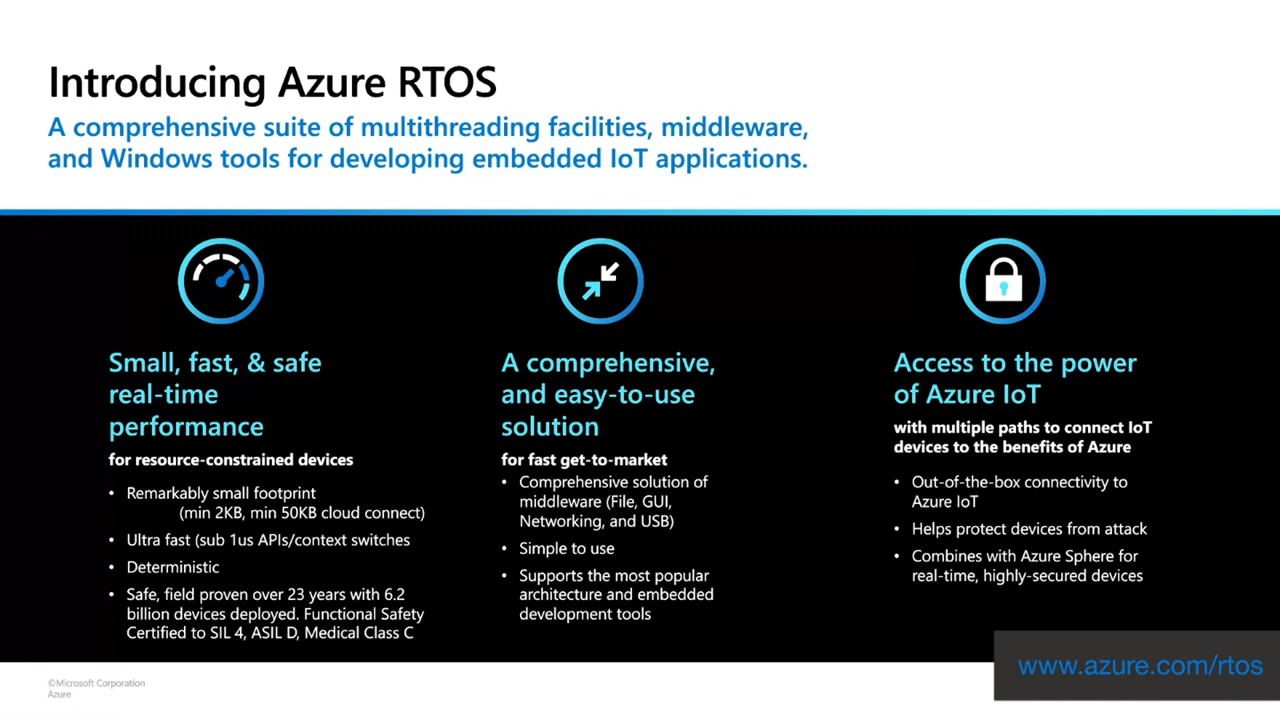 Introducing Azure RTOS
A comprehensive suite of multithreading facilities, middleware,
and Windows tools for developing embedded IoT applications.
Small, fast, & safe
real-time
performance
for resource-constrained devices
• Remarkably small footprint
(min 2KB, min 50KB cloud connect)
• Ultra fast (sub 1us APIs/context switches
• Deterministic
• Safe, field proven over 23 years with 6.2
billion devices deployed. Functional Safety
Certified to SIL 4, ASIL D, Medical Class C
A comprehensive,
and easy-to-use
solution
for fast get-to-market
• Comprehensive solution of
middleware (File, GUI,
Networking, and USB)
• Simple to use
• Supports the most popular
architecture and embedded
development tools
Access to the power
of Azure IoT
with multiple paths to connect IoT
devices to the benefits of Azure
• Out-of-the-box connectivity to
Azure IoT
• Helps protect devices from attack
• Combines with Azure Sphere for
real-time, highly-secured devices
www.azure.com/rtos
©Microsoft Corporation
Azure